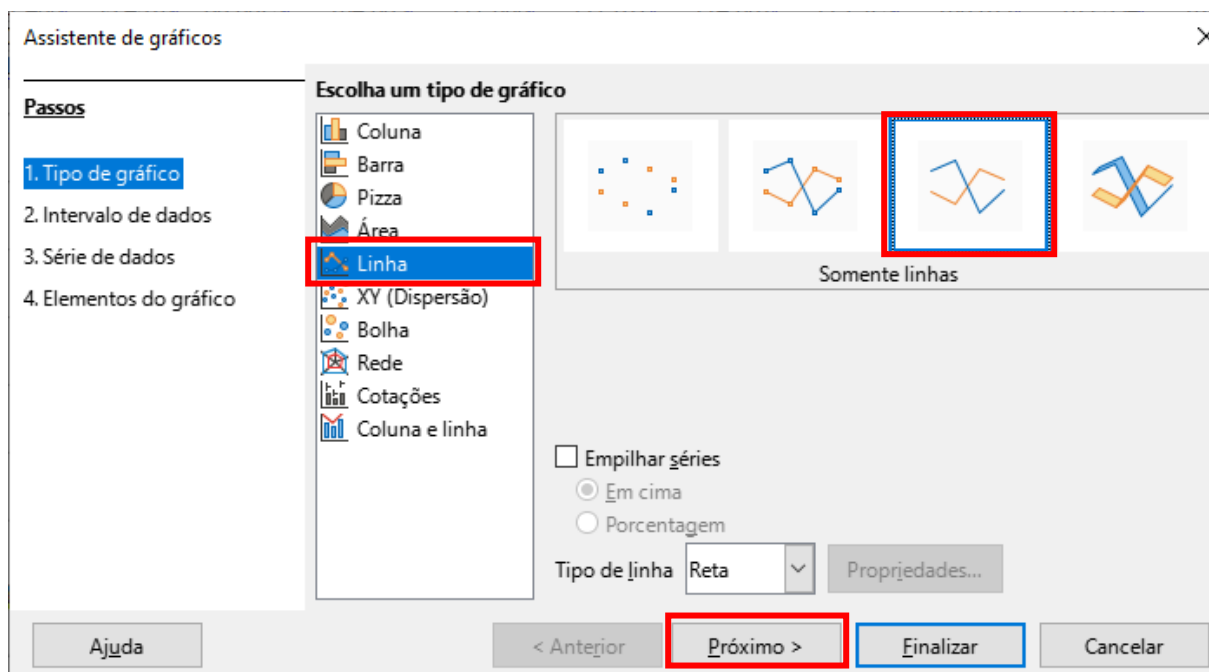 Assistente de gráficos
Passos
1. Tipo de gráfico
2. Intervalo de dados
3. Série de dados
4. Elementos do gráfico
Escolha um tipo de gráfico
Coluna
Barra
Pizza
Área
Linha
XY (Dispersão)
Bolha
Rede
Cotações
Coluna e linha
Somente linhas
Empilhar séries
Em cima
Porcentagem
Tipo de linha Reta Propriedades...
Ajuda < Anterior Próximo > Finalizar Cancelar